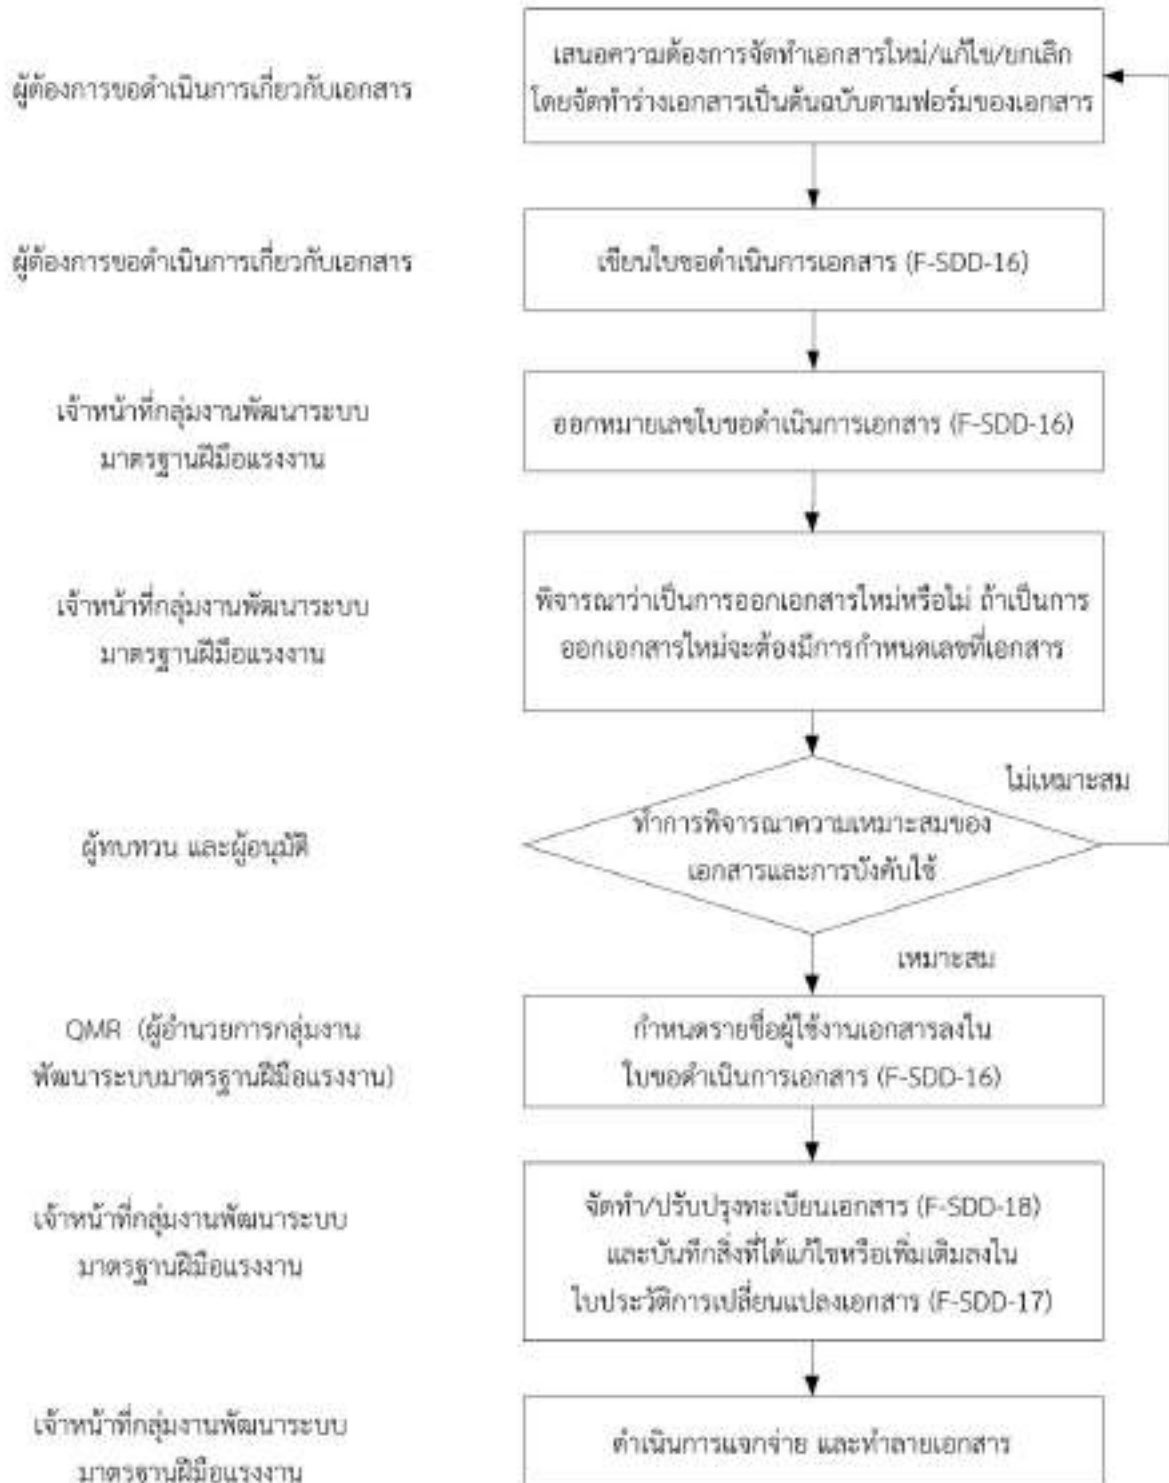 ผู้ต้องการขอดำเนินการเกี่ยวกับเอกสาร
เสนอความต้องการจัดทำเอกสารใหม่/แก้ไข/ยกเลิก
โดยจัดทำร่างเอกสารเป็นต้นฉบับตามฟอร์มของเอกสาร
ผู้ต้องการขอดำเนินการเกี่ยวกับเอกสาร
เขียนใบขอดำเนินการเอกสาร (F-SDD-16)
เจ้าหน้าที่กลุ่มงานพัฒนาระบบ
มาตรฐานฝีมือแรงงาน
ออกหมายเลขใบขอดำเนินการเอกสาร (F-SDD-16)
เจ้าหน้าที่กลุ่มงานพัฒนาระบบ
มาตรฐานฝีมือแรงงาน
พิจารณาว่าเป็นการออกเอกสารใหม่หรือไม่ ถ้าเป็นการ
ออกเอกสารใหม่จะต้องมีการกำหนดเลขที่เอกสาร
ไม่เหมาะสม
ผู้ทบทวน และผู้อนุมัติ
ทำการพิจารณาความเหมาะสมของ
เอกสารและการบังคับใช้
เหมาะสม
QMR (ผู้อำนวยการกลุ่มงาน
พัฒนาระบบมาตรฐานฝีมือแรงงาน)
กำหนดรายชื่อผู้ใช้งานเอกสารลงใน
ใบขอดำเนินการเอกสาร (F-SDD-16)
เจ้าหน้าที่กลุ่มงานพัฒนาระบบ
มาตรฐานฝีมือแรงงาน
จัดทำ/ปรับปรุงทะเบียนเอกสาร (F-SDD-18)
และบันทึกสิ่งที่ได้แก้ไขหรือเพิ่มเติมลงใน
ใบประวัติการเปลี่ยนแปลงเอกสาร (F-SDD-17)
เจ้าหน้าที่กลุ่มงานพัฒนาระบบ
มาตรฐานฝีมือแรงงาน
ดำเนินการแจกจ่าย และทำลายเอกสาร